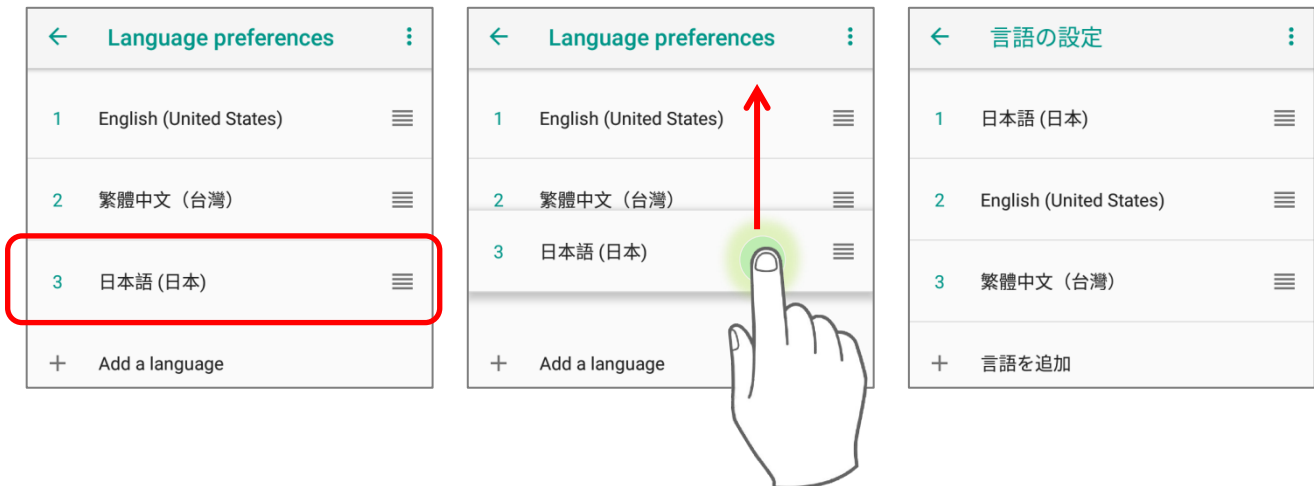 Language preferences
1 English (United States)
2 繁體中文（台灣）
3 日本語 (日本)
Add a language
Language preferences
1 English (United States)
2 繁體中文（台灣）
3 日本語 (日本)
Add a language
言語の設定
1 日本語 (日本)
2 English (United States)
3 繁體中文（台灣）
言語を追加